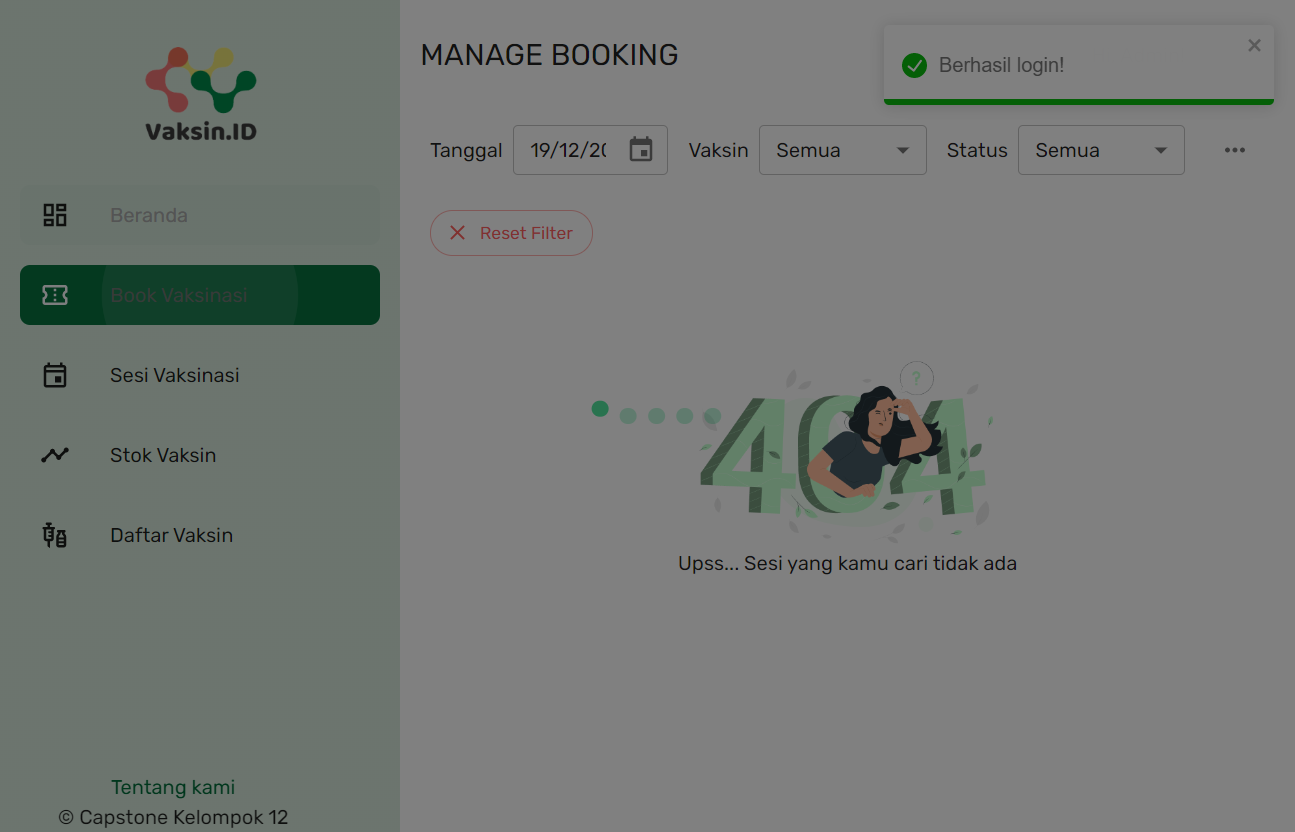 Vaksin.ID
Beranda
Book Vaksinasi
Sesi Vaksinasi
Stok Vaksin
Daftar Vaksin
Tentang kami
© Capstone Kelompok 12
MANAGE BOOKING
Berhasil login!
Tanggal 19/12/20 Vaksin Semua Status Semua
Reset Filter
?
404
Upss... Sesi yang kamu cari tidak ada